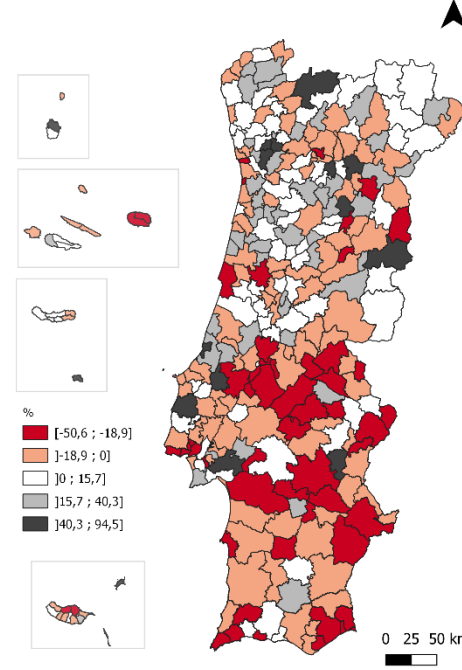 %
[-50,6 ; -18,9]
]-18,9 ; 0]
]0 ; 15,7]
]15,7 ; 40,3]
]40,3 ; 94,5]
0 25 50 km